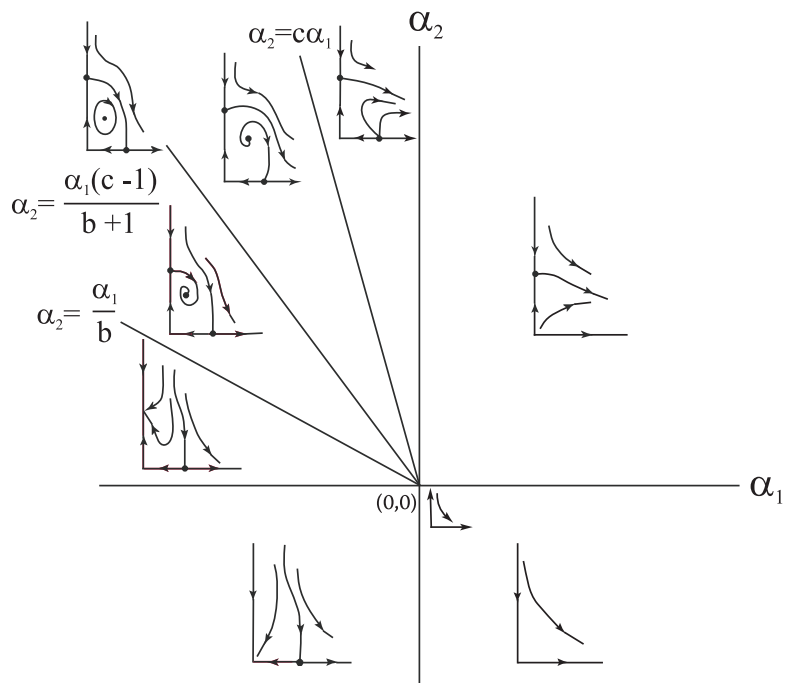 α₂
α₂=cα₁
α₂= α₁(c -1) / b +1
α₂= α₁ / b
α₁
(0,0)